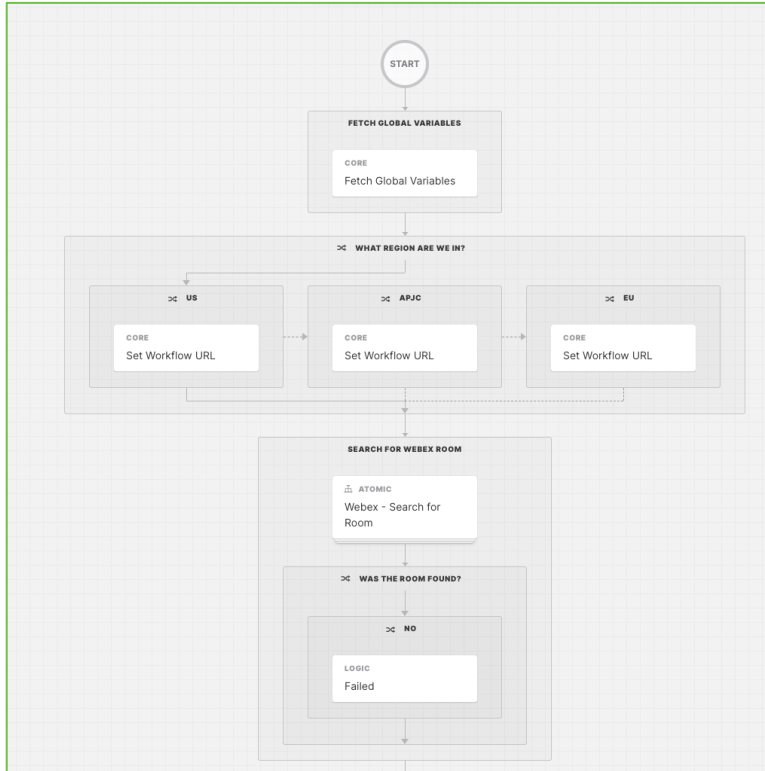 START
FETCH GLOBAL VARIABLES
CORE
Fetch Global Variables
WHAT REGION ARE WE IN?
US
APJC
EU
CORE
Set Workflow URL
CORE
Set Workflow URL
CORE
Set Workflow URL
SEARCH FOR WEBEX ROOM
ATOMIC
Webex - Search for
Room
WAS THE ROOM FOUND?
NO
LOGIC
Failed